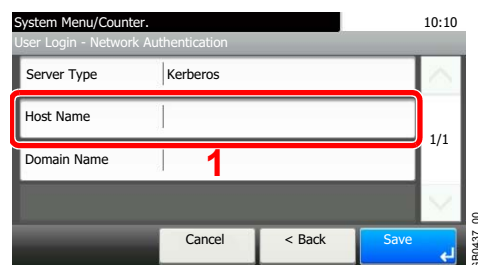 System Menu/Counter. 10:10
User Login - Network Authentication
Server Type Kerberos
Host Name
1/1
Domain Name 1
Cancel < Back Save
GB0437_00